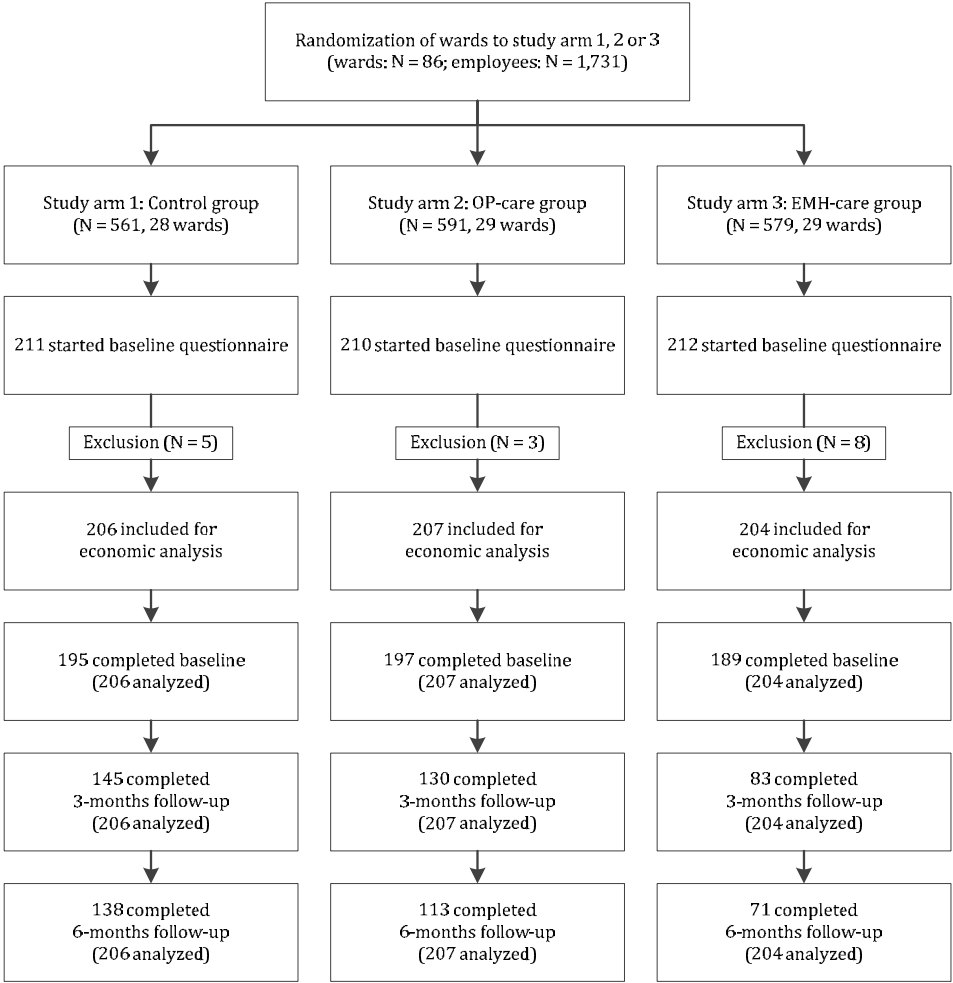 Randomization of wards to study arm 1, 2 or 3
(wards: N = 86; employees: N = 1,731)
Study arm 1: Control group
(N = 561, 28 wards)
Study arm 2: OP-care group
(N = 591, 29 wards)
Study arm 3: EMH-care group
(N = 579, 29 wards)
211 started baseline questionnaire
210 started baseline questionnaire
212 started baseline questionnaire
Exclusion (N = 5)
Exclusion (N = 3)
Exclusion (N = 8)
206 included for
economic analysis
207 included for
economic analysis
204 included for
economic analysis
195 completed baseline
(206 analyzed)
197 completed baseline
(207 analyzed)
189 completed baseline
(204 analyzed)
145 completed
3-months follow-up
(206 analyzed)
130 completed
3-months follow-up
(207 analyzed)
83 completed
3-months follow-up
(204 analyzed)
138 completed
6-months follow-up
(206 analyzed)
113 completed
6-months follow-up
(207 analyzed)
71 completed
6-months follow-up
(204 analyzed)